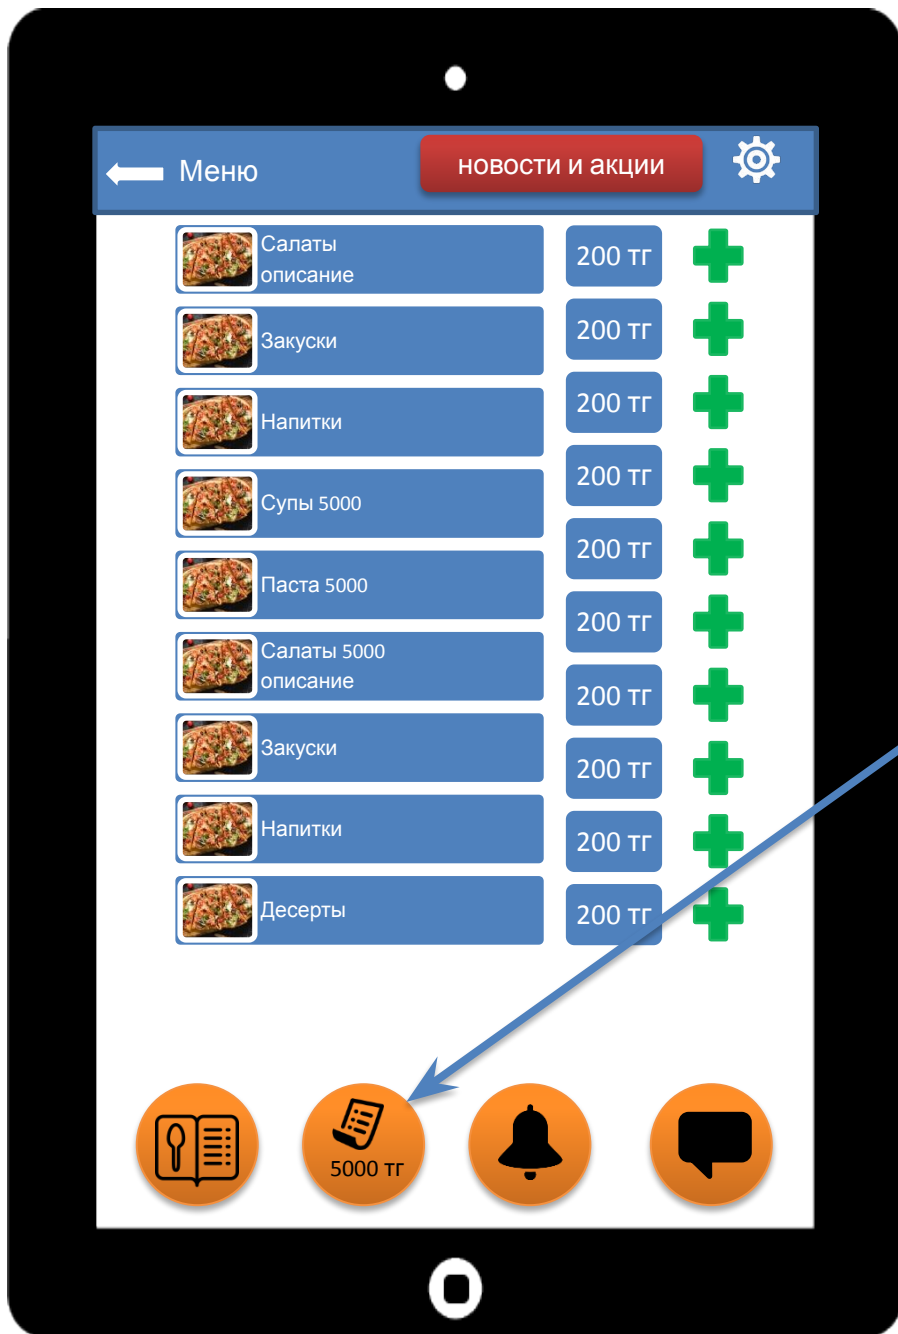 Меню
новости и акции
Салаты
описание
200 тг
Закуски
200 тг
Напитки
200 тг
Супы 5000
200 тг
Паста 5000
200 тг
Салаты 5000
описание
200 тг
Закуски
200 тг
Напитки
200 тг
Десерты
200 тг
200 тг
5000 тг